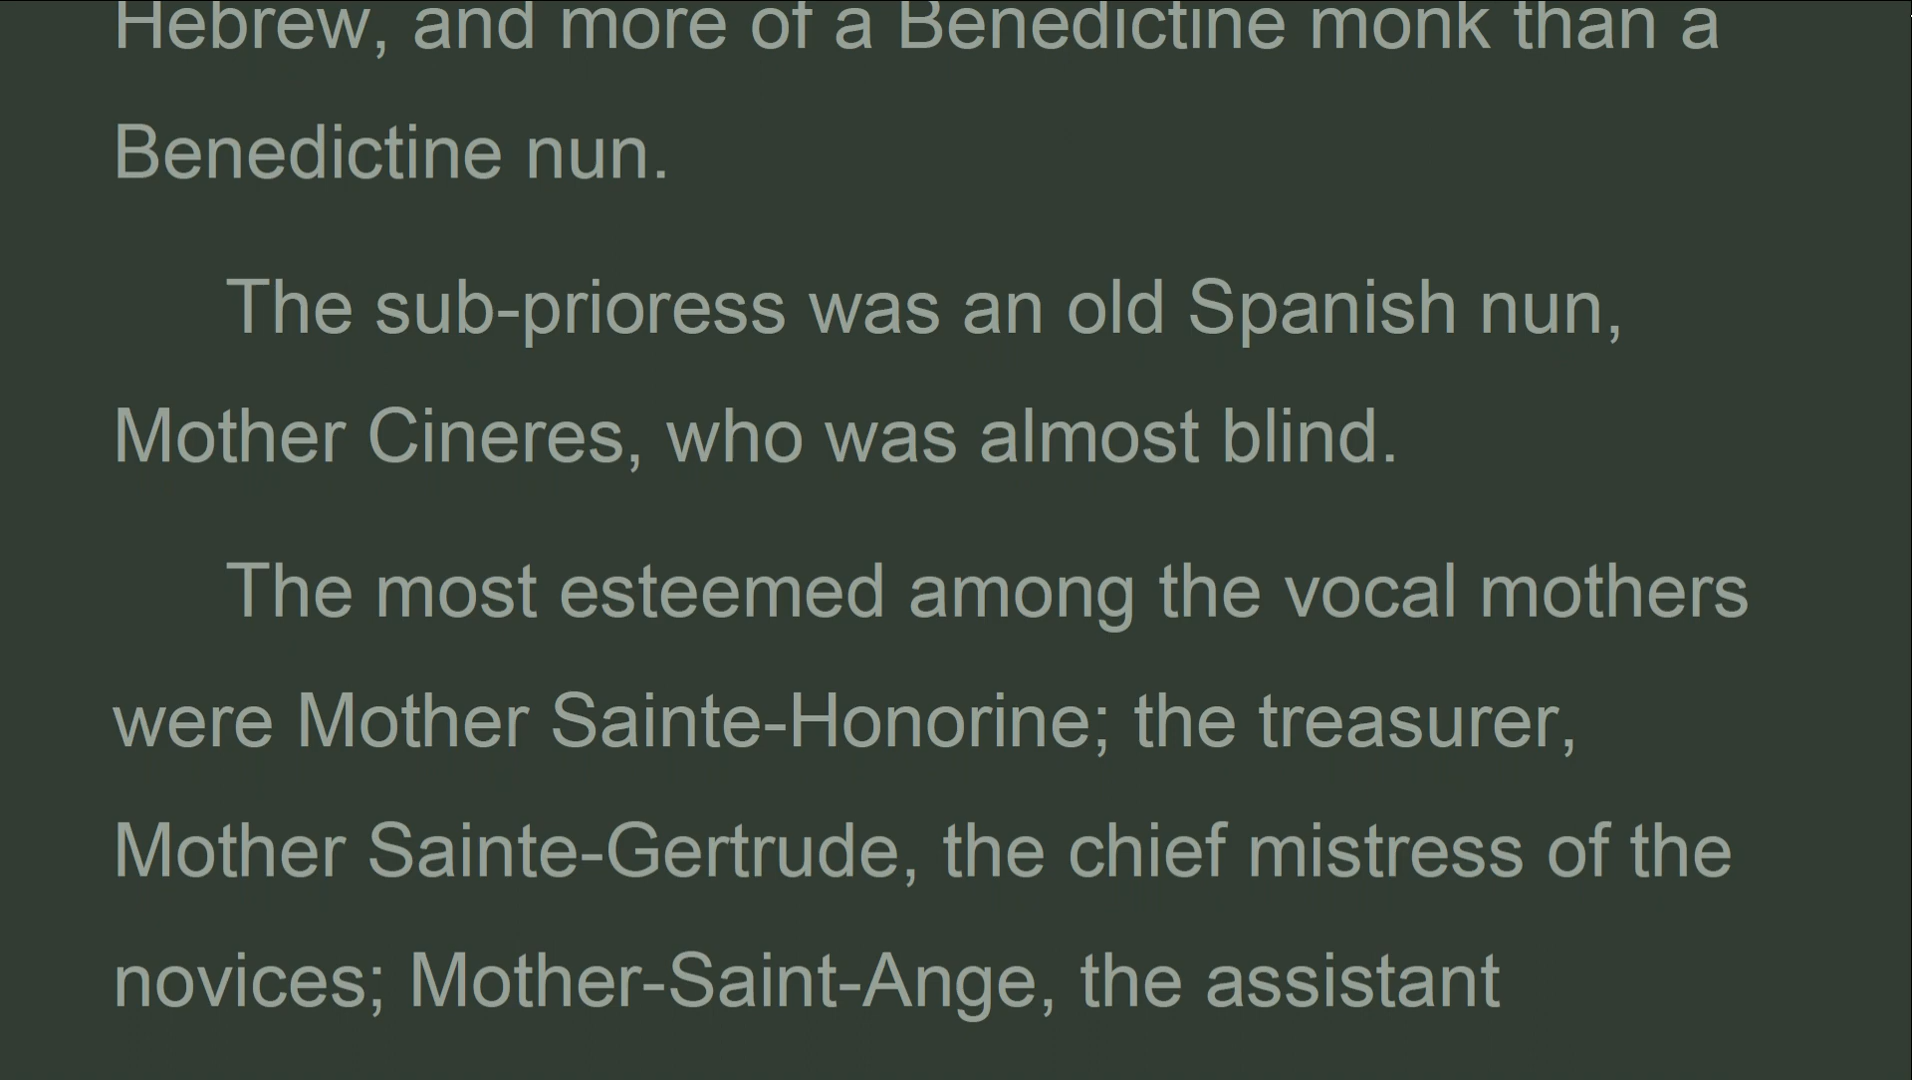 Hebrew, and more of a Benedictine monk than a
Benedictine nun.
The sub-prioress was an old Spanish nun,
Mother Cineres, who was almost blind.
The most esteemed among the vocal mothers
were Mother Sainte-Honorine; the treasurer,
Mother Sainte-Gertrude, the chief mistress of the
novices; Mother-Saint-Ange, the assistant